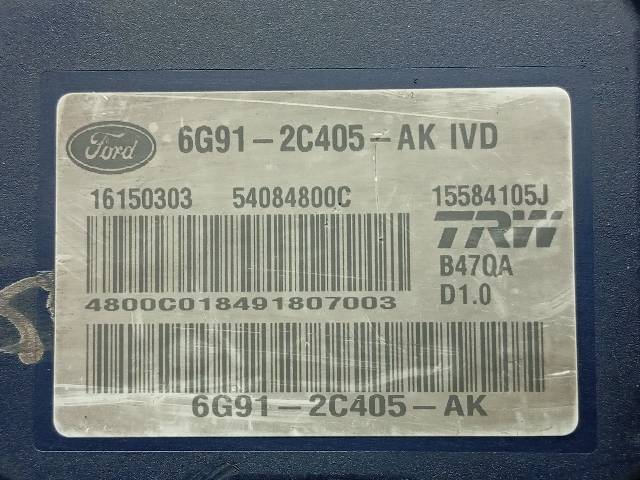 Ford 6G91-2C405-AK IVD
16150303 54084800C 15584105J
TRW
B47QA
4800C018491807003 D1.0
6G91-2C405-AK